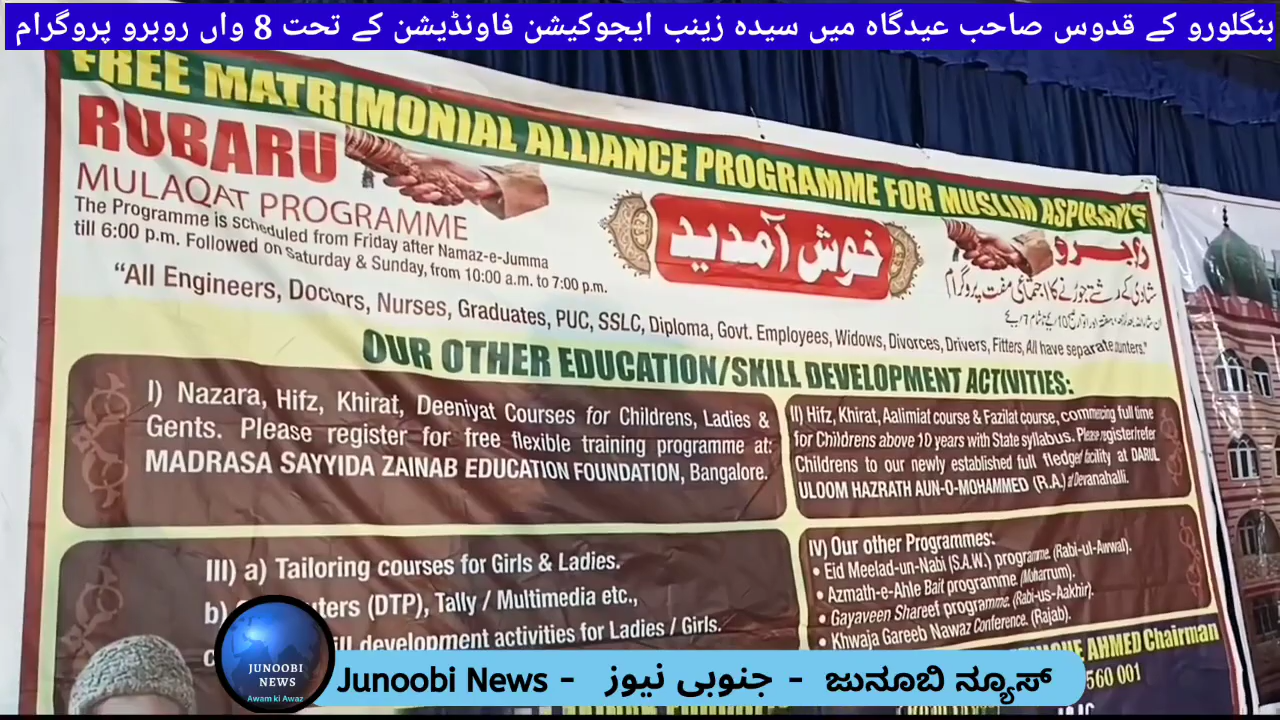 بنگلورو کے قدوس صاحب عیدگاہ میں سیدہ زینب ایجوکیشن فاونڈیشن کے تحت 8 واں روبرو پروگرام
FREE MATRIMONIAL ALLIANCE PROGRAMME FOR MUSLIM ASPIRANTS
RUBARU
MULAQAT PROGRAMME
The Programme is scheduled from Friday after Namaz-e-Jumma
till 6:00 p.m. Followed on Saturday & Sunday, from 10:00 a.m. to 7:00 p.m.
خوش آمدید
روبرو
شادی کے رشتے جوڑنے کا اجتماعی مفت پروگرام
"All Engineers, Doctors, Nurses, Graduates, PUC, SSLC, Diploma, Govt. Employees, Widows, Divorces, Drivers, Fitters, All have separate counters."
OUR OTHER EDUCATION/SKILL DEVELOPMENT ACTIVITIES:
I) Nazara, Hifz, Khirat, Deeniyat Courses for Childrens, Ladies &
Gents. Please register for free flexible training programme at:
MADRASA SAYYIDA ZAINAB EDUCATION FOUNDATION, Bangalore.
II) Hifz, Khirat, Aalimiat course & Fazilat course, commencing full time
for Childrens above 10 years with State syllabus. Please register/refer
Childrens to our newly established full fledged facility at DARUL
ULOOM HAZRATH AUN-O-MOHAMMED (R.A.) at Devanahalli.
III) a) Tailoring courses for Girls & Ladies.
b) (DTP), Tally / Multimedia etc.,
development activities for Ladies / Girls.
IV) Our other Programmes:
• Eid Meelad-un-Nabi (S.A.W.) programme. (Rabi-ul-Awwal).
• Azmath-e-Ahle Bait programme (Moharrum).
• Gayaveen Shareef programme. (Rabi-us-Aakhir).
• Khwaja Gareeb Nawaz Conference. (Rajab).
AHMED Chairman
560 001
JUNOOBI
NEWS
Awam ki Awaz
Junoobi News - جنوبی نیوز - ಜುನೂಬಿ ನ್ಯೂಸ್